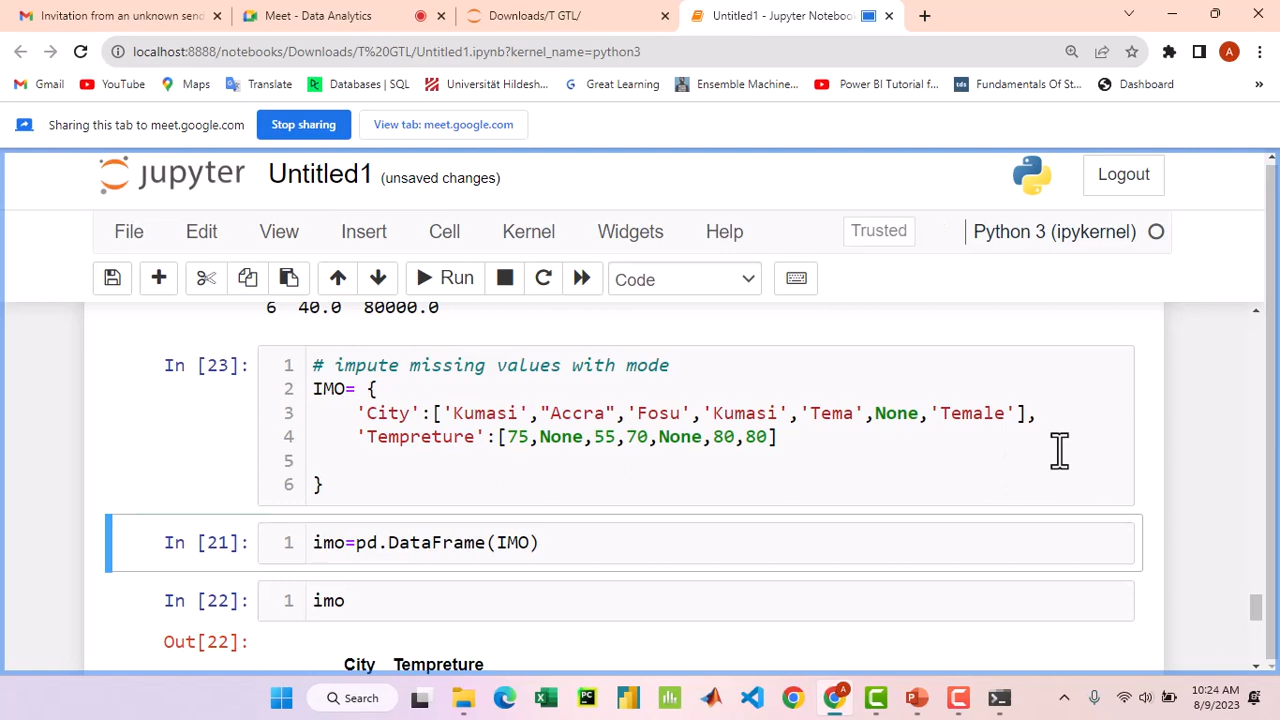 Invitation from an unknown send
Meet - Data Analytics
Downloads/T GTL/
Untitled1 - Jupyter Notebook
localhost:8888/notebooks/Downloads/T%20GTL/Untitled1.ipynb?kernel_name=python3
A
Gmail
YouTube
Maps
Translate
Databases | SQL
Universität Hildesh...
Great Learning
Ensemble Machine...
Power BI Tutorial f...
Fundamentals Of St...
Dashboard
»
Sharing this tab to meet.google.com
Stop sharing
View tab: meet.google.com
jupyter
Untitled1 (unsaved changes)
Logout
File
Edit
View
Insert
Cell
Kernel
Widgets
Help
Trusted
Python 3 (ipykernel)
Run
Code
6 40.0 80000.0
In [23]:
1 # impute missing values with mode
2 IMO= {
3 'City':['Kumasi',"Accra",'Fosu','Kumasi','Tema',None,'Temale'],
4 'Tempreture':[75,None,55,70,None,80,80]
5
6 }
In [21]:
1 imo=pd.DataFrame(IMO)
In [22]:
1 imo
Out[22]:
City Tempreture
Search
10:24 AM
8/9/2023